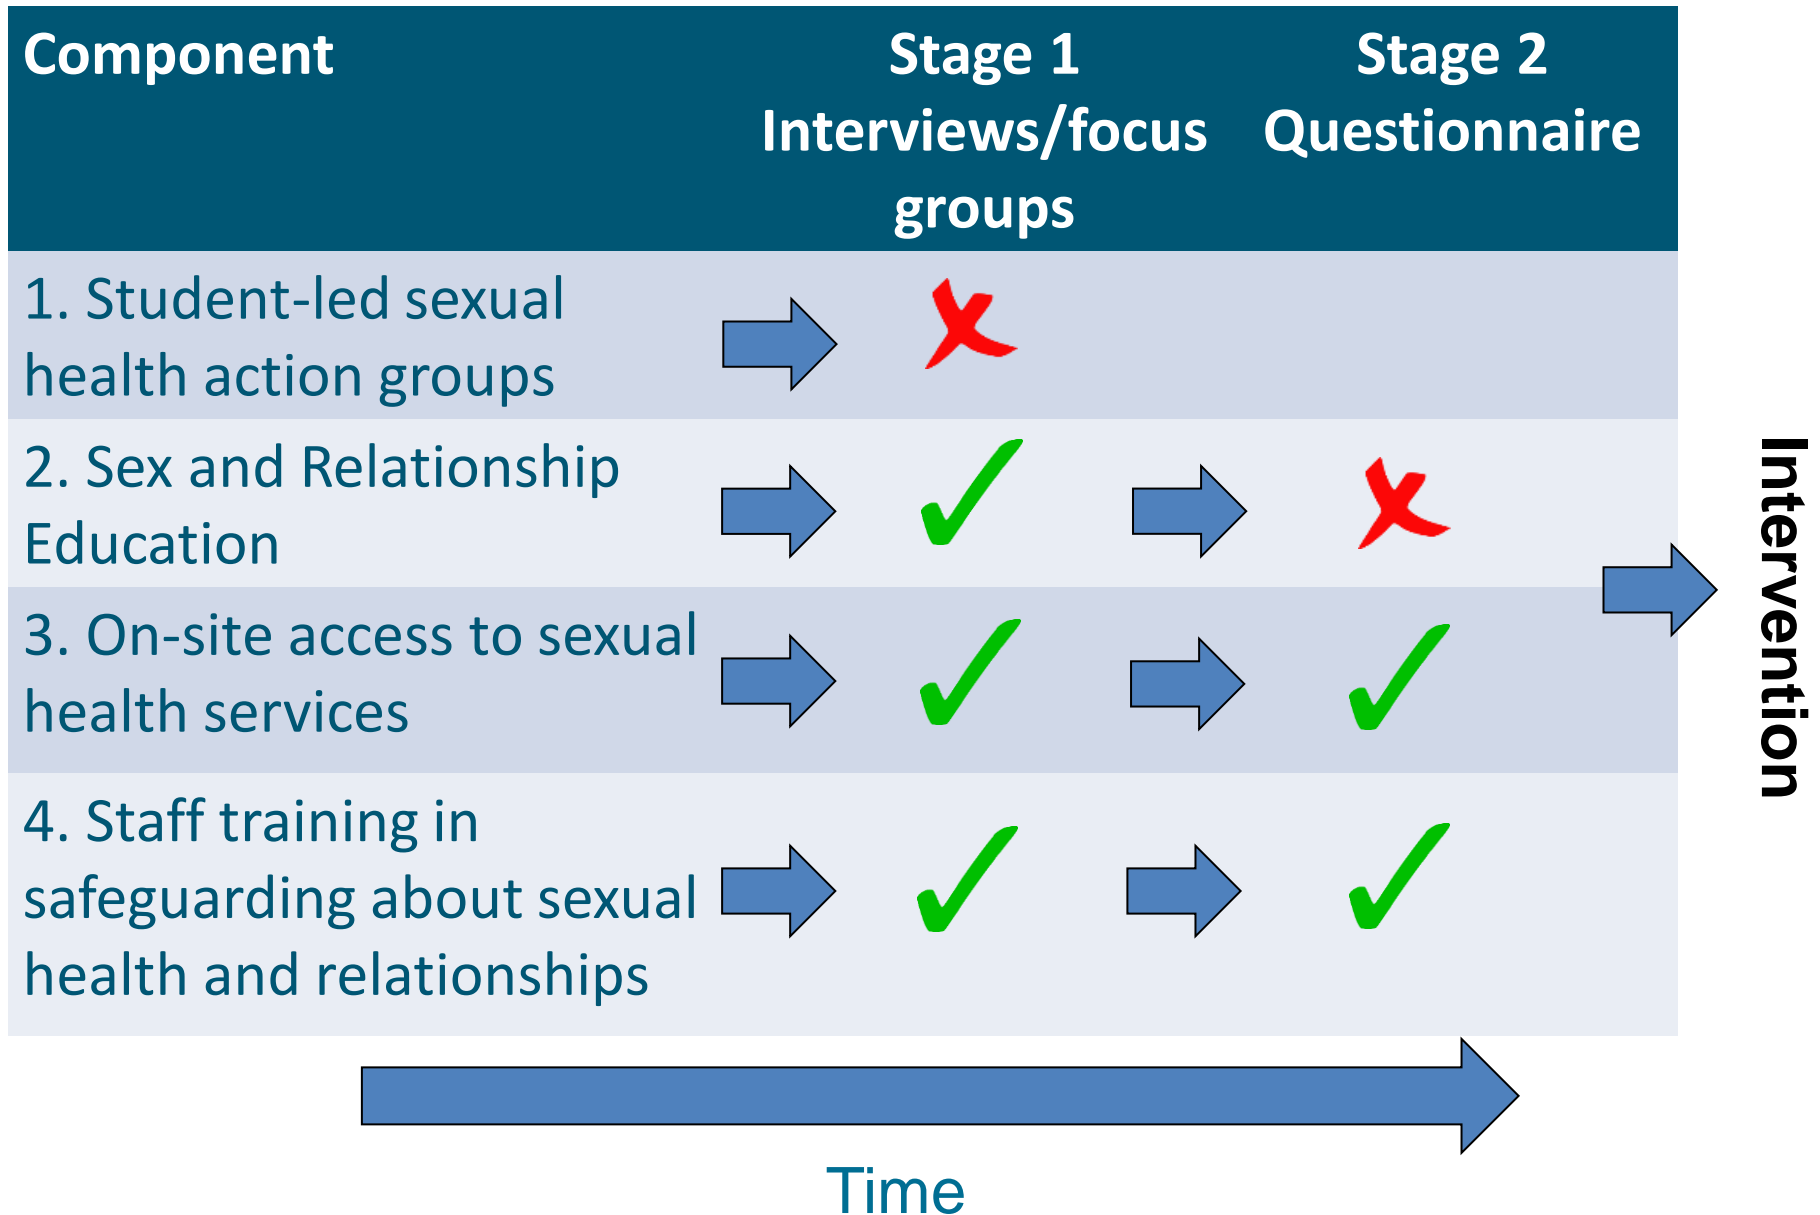 Component
Stage 1
Interviews/focus
groups
Stage 2
Questionnaire
1. Student-led sexual
health action groups
2. Sex and Relationship
Education
3. On-site access to sexual
health services
4. Staff training in
safeguarding about sexual
health and relationships
Intervention
Time